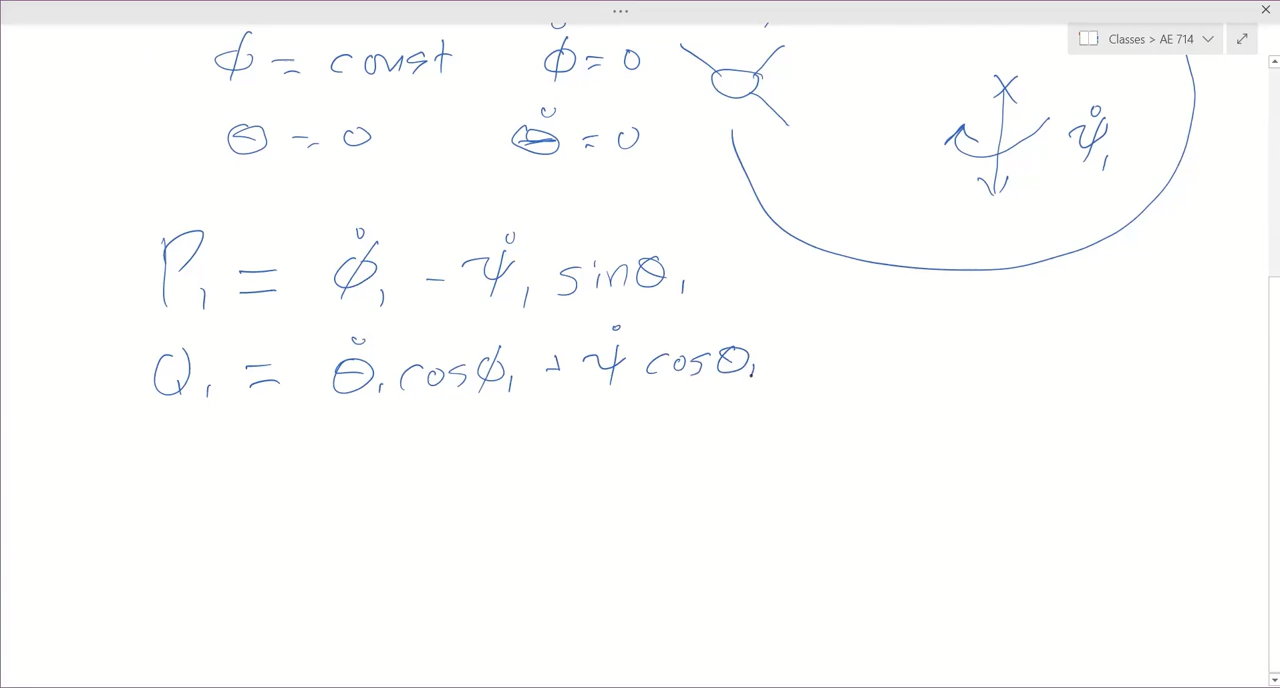 Classes > AE 714
ϕ = const ϕ̇ = 0
θ = 0 θ̇ = 0
ψ̇₁
P₁ = ϕ̇₁ - ψ̇₁ sinθ₁
Q₁ = θ̇₁ cosϕ₁ + ψ̇ cosθ₁